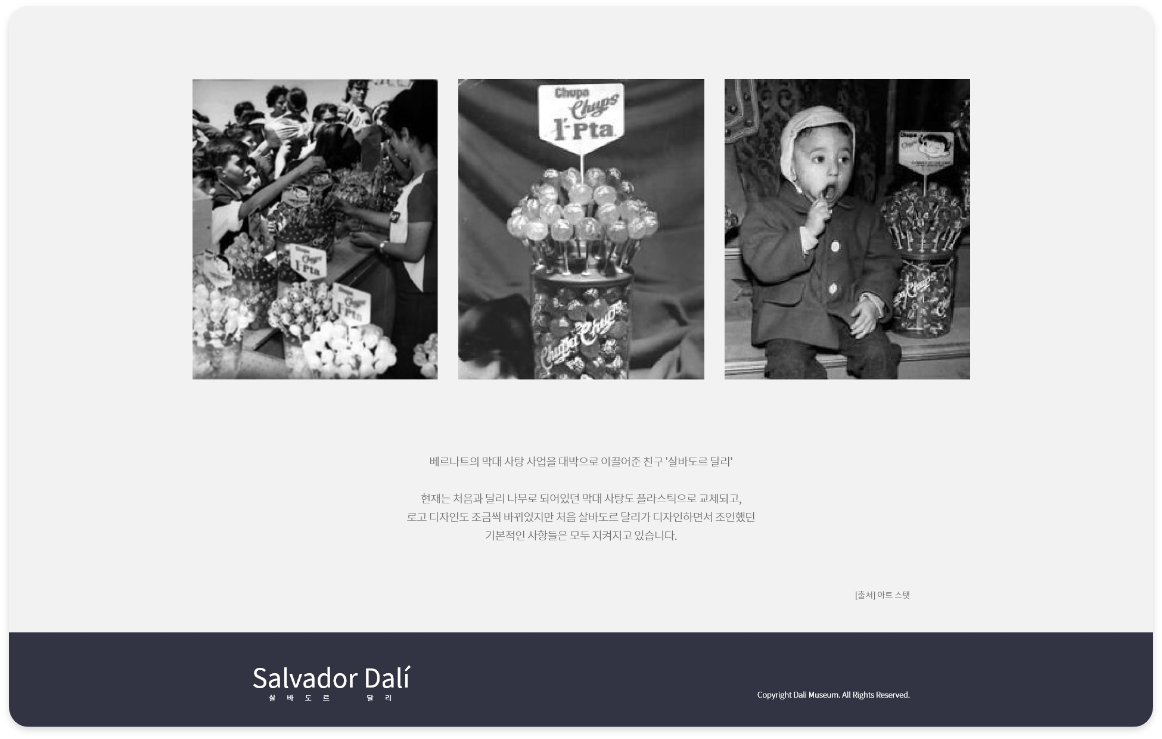 Chupa
Chups
1 Pta
Chupa
Chups
1 Pta
Chupa
Chups
1 Pta.
Chupa Chups
Chupa
Chups
Chupa Chups
베르나트의 막대 사탕 사업을 대박으로 이끌어준 친구 '살바도르 달리'
현재는 처음과 달리 나무로 되어있던 막대 사탕도 플라스틱으로 교체되고,
로고 디자인도 조금씩 바뀌었지만 처음 살바도르 달리가 디자인하면서 조언했던
기본적인 사항들은 모두 지켜지고 있습니다.
[출처] 아트 스탯
Salvador Dalí
살 바 도 르 달 리
Copyright Dali Museum. All Rights Reserved.